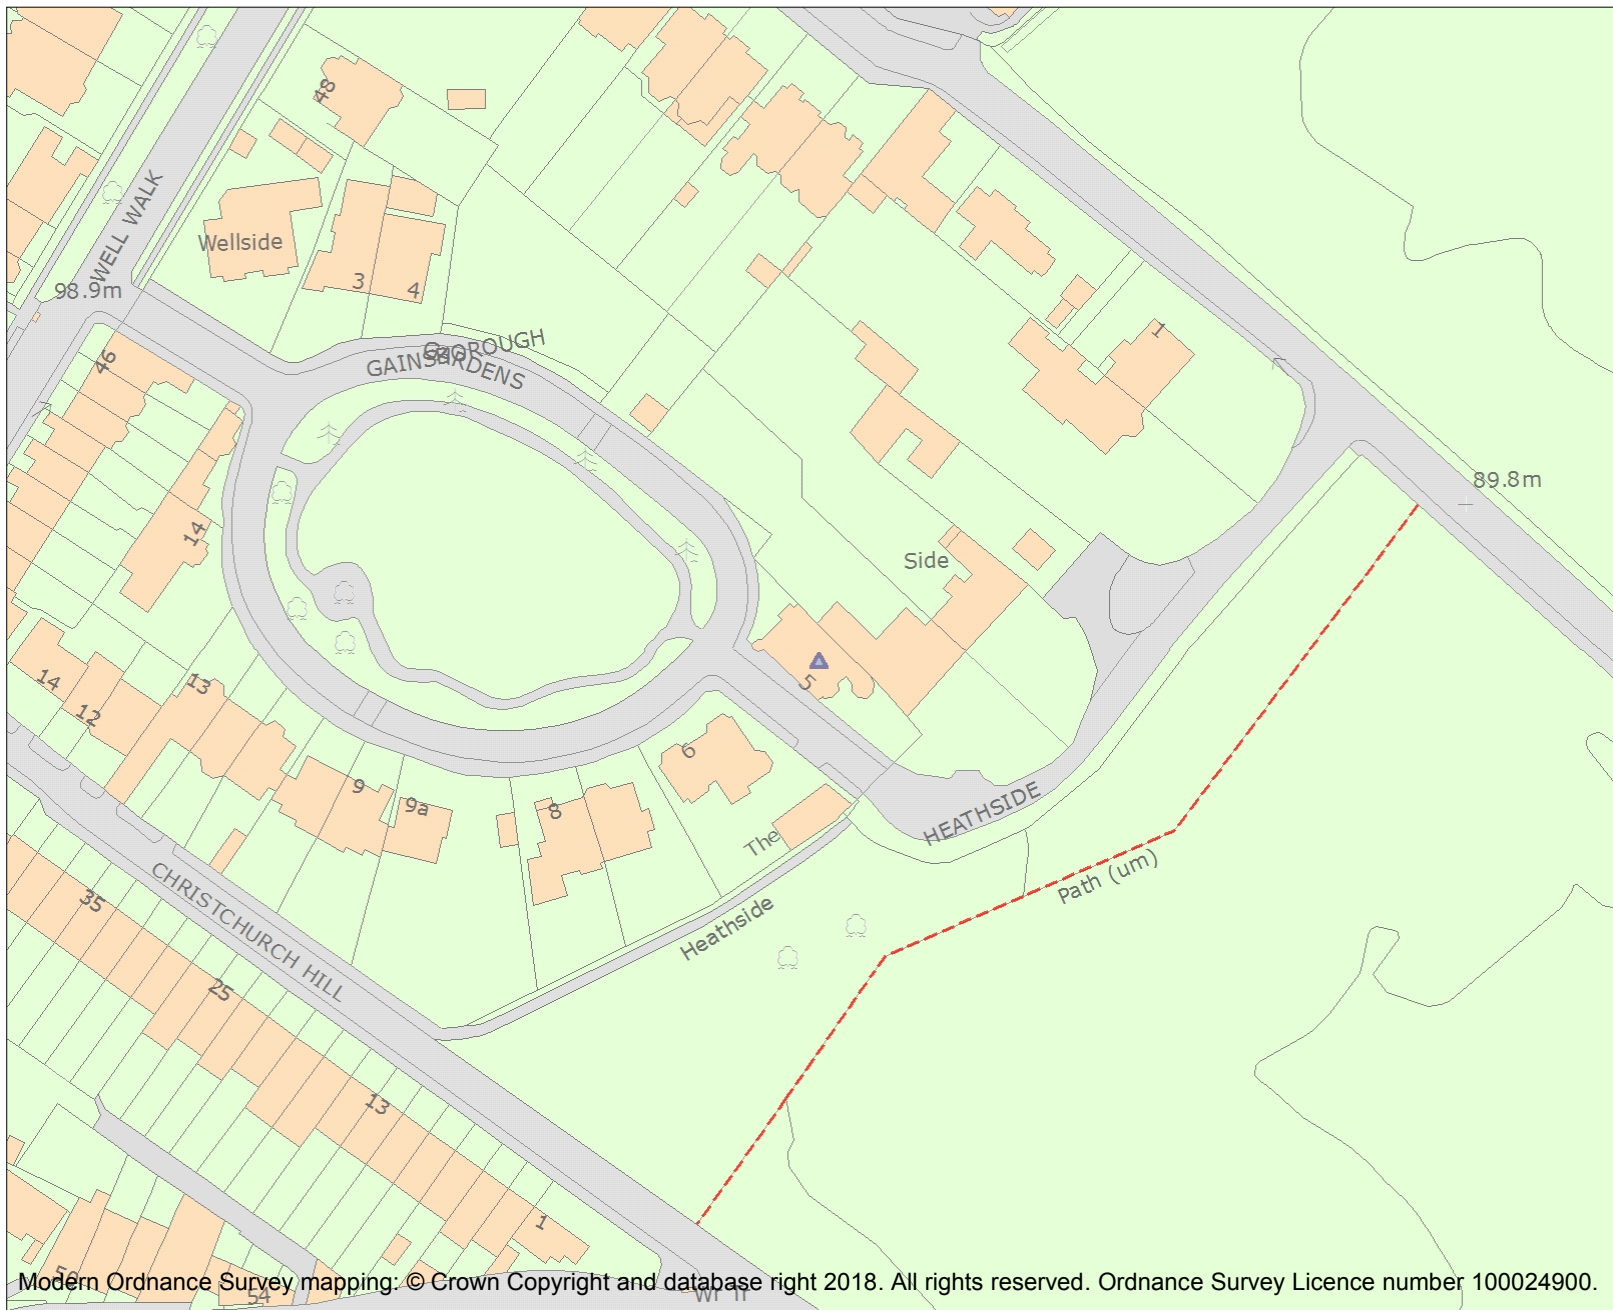 48
WELL WALK
Wellside
3
4
98.9m
46
GAINSBOROUGH
GARDENS
1
89.8m
14
Side
14
12
13
5
6
9
9a
8
The
HEATHSIDE
Path (um)
Heathside
35
CHRISTCHURCH HILL
25
13
1
54
Modern Ordnance Survey mapping: © Crown Copyright and database right 2018. All rights reserved. Ordnance Survey Licence number 100024900.